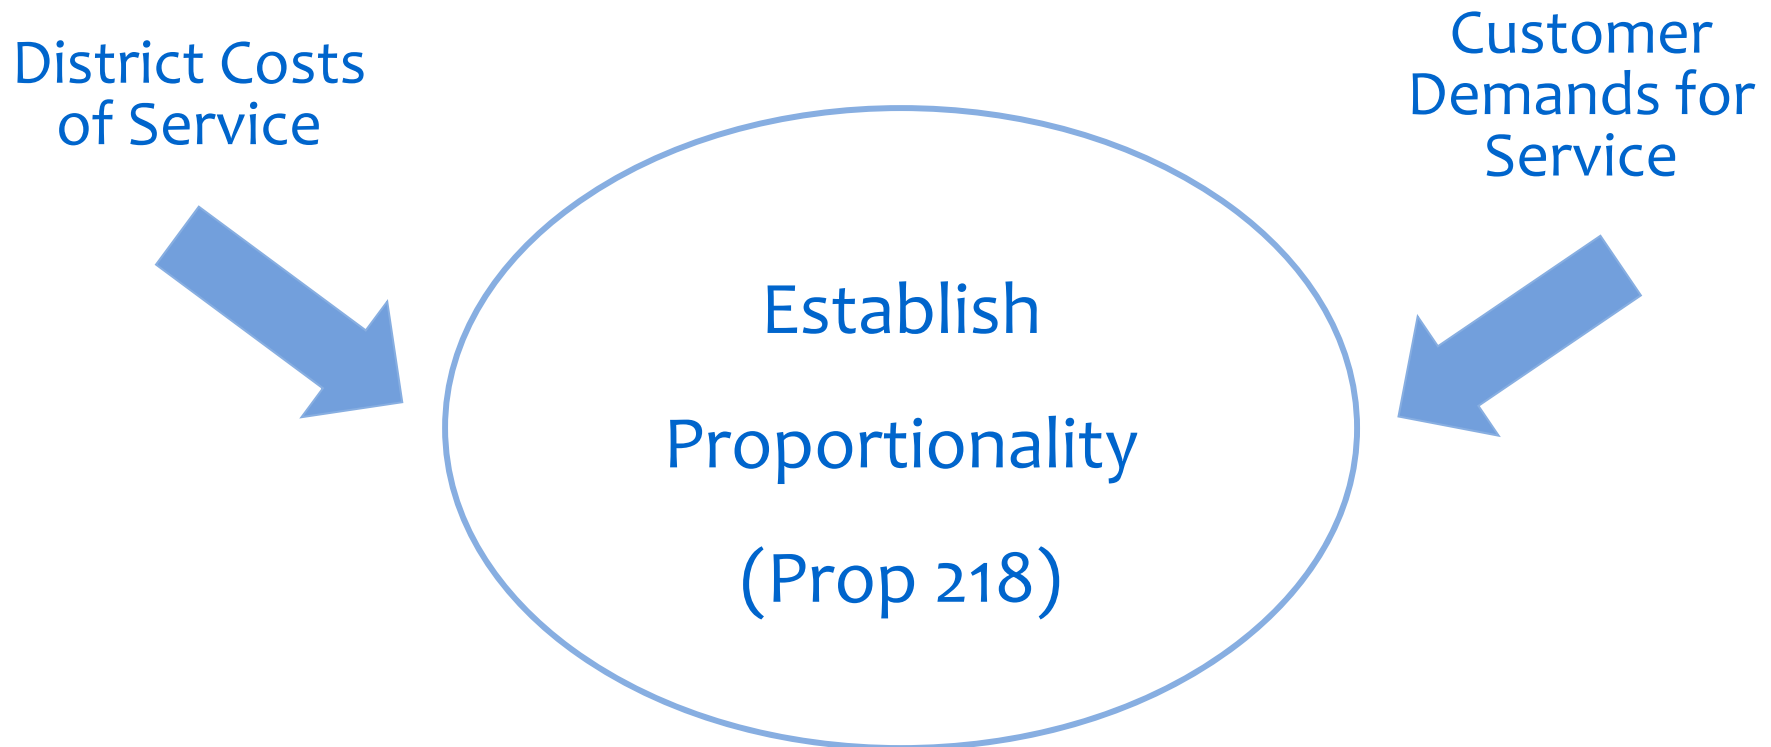 District Costs
of Service
Customer
Demands for
Service
Establish
Proportionality
(Prop 218)